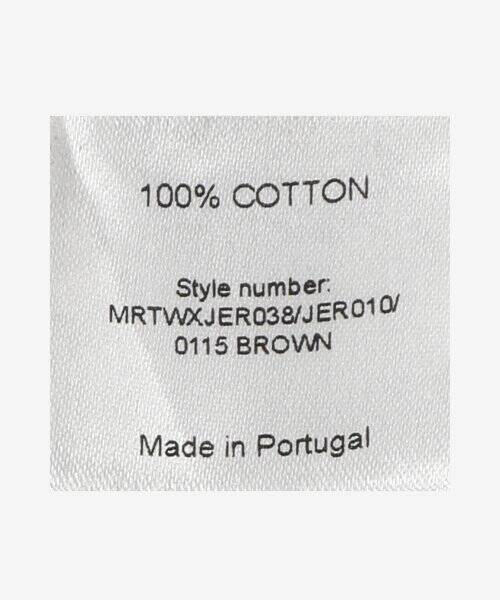 100% COTTON
Style number:
MRTWXJER038/JER010/
0115 BROWN
Made in Portugal